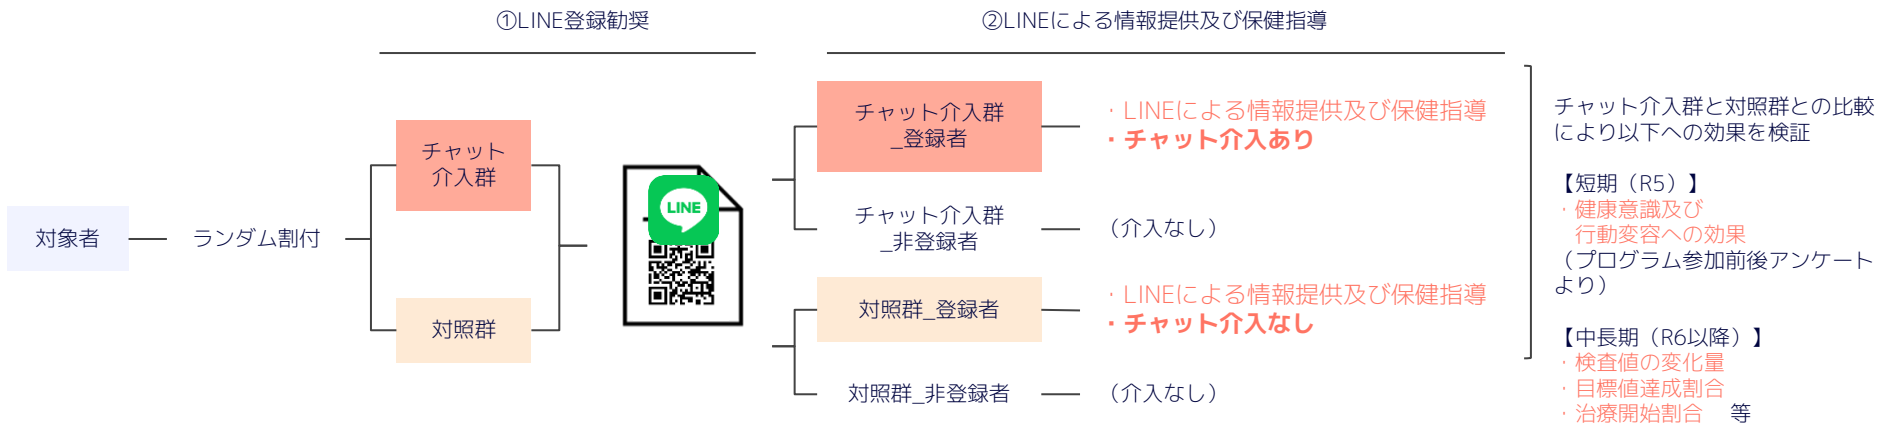 ①LINE登録勧奨
②LINEによる情報提供及び保健指導
対象者
ランダム割付
チャット
介入群
対照群
LINE
チャット介入群
_登録者
・LINEによる情報提供及び保健指導
・チャット介入あり
チャット介入群
_非登録者
（介入なし）
対照群_登録者
・LINEによる情報提供及び保健指導
・チャット介入なし
対照群_非登録者
（介入なし）
チャット介入群と対照群との比較
により以下への効果を検証
【短期（R5）】
・健康意識及び
行動変容への効果
（プログラム参加前後アンケート
より）
【中長期（R6以降）】
・検査値の変化量
・目標値達成割合
・治療開始割合　等